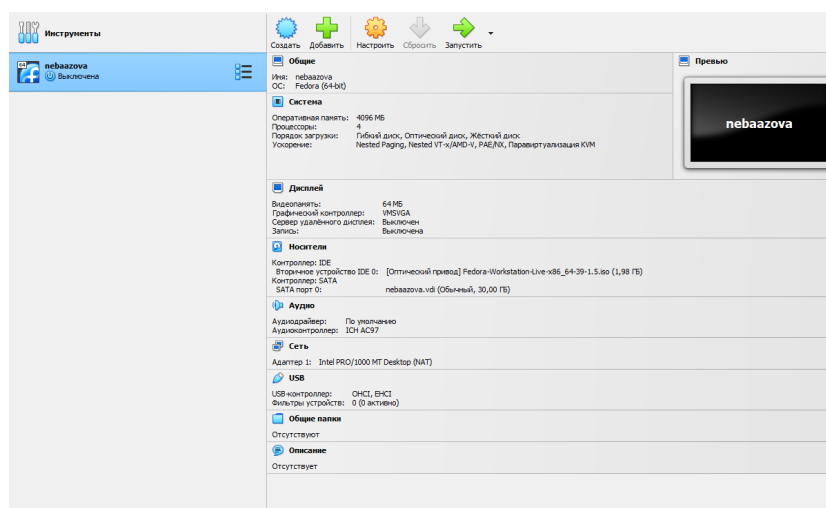 Инструменты
Создать Добавить Настроить Сбросить Запустить
64
nebaazova
Выключена
Общие
Имя: nebaazova
ОС: Fedora (64-bit)
Превью
nebaazova
Система
Оперативная память: 4096 МБ
Процессоры: 4
Порядок загрузки: Гибкий диск, Оптический диск, Жёсткий диск
Ускорение: Nested Paging, Nested VT-x/AMD-V, PAE/NX, Паравиртуализация KVM
Дисплей
Видеопамять: 64 МБ
Графический контроллер: VMSVGA
Сервер удалённого дисплея: Выключен
Запись: Выключена
Носители
Контроллер: IDE
Вторичное устройство IDE 0: [Оптический привод] Fedora-Workstation-Live-x86_64-39-1.5.iso (1,98 ГБ)
Контроллер: SATA
SATA порт 0: nebaazova.vdi (Обычный, 30,00 ГБ)
Аудио
Аудиодрайвер: По умолчанию
Аудиоконтроллер: ICH AC97
Сеть
Адаптер 1: Intel PRO/1000 MT Desktop (NAT)
USB
USB-контроллер: OHCI, EHCI
Фильтры устройств: 0 (0 активно)
Общие папки
Отсутствуют
Описание
Отсутствует